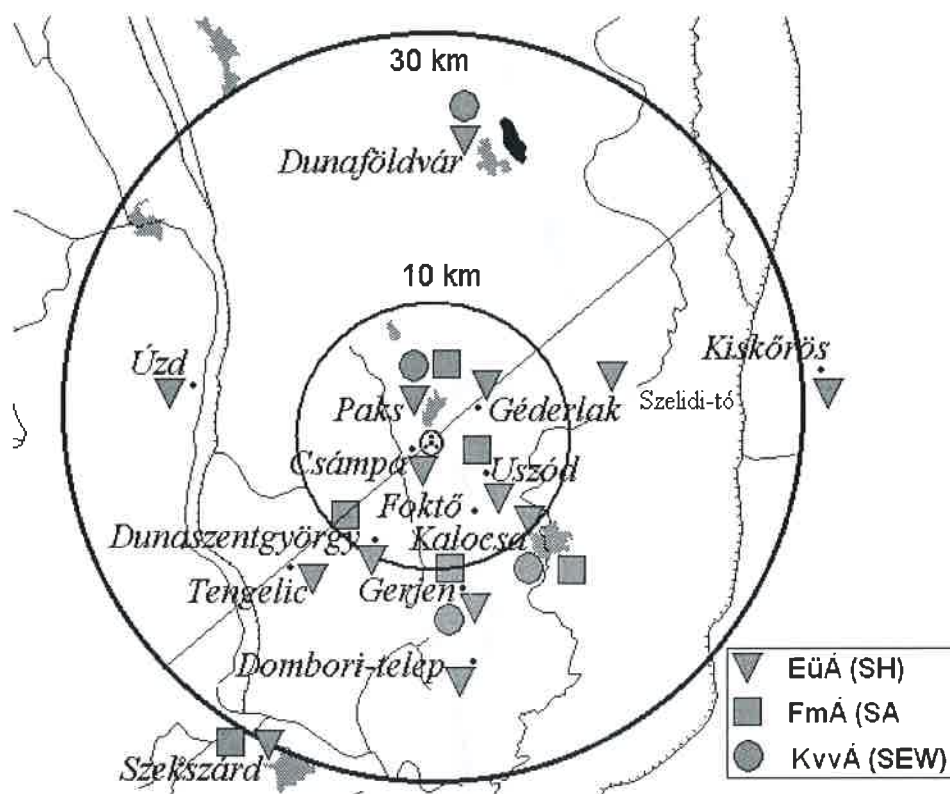 30 km
Dunaföldvár
10 km
Kiskőrös
Úzd
Szelidi-tó
Paks
Géderlak
Csámpa
Uszód
Foktő
Dunaszentgyörgy
Kalocsa
Tengelic
Gerjen
Dombori-telep
Szekszárd
EüÁ (SH)
FmÁ (SA
KvvÁ (SEW)